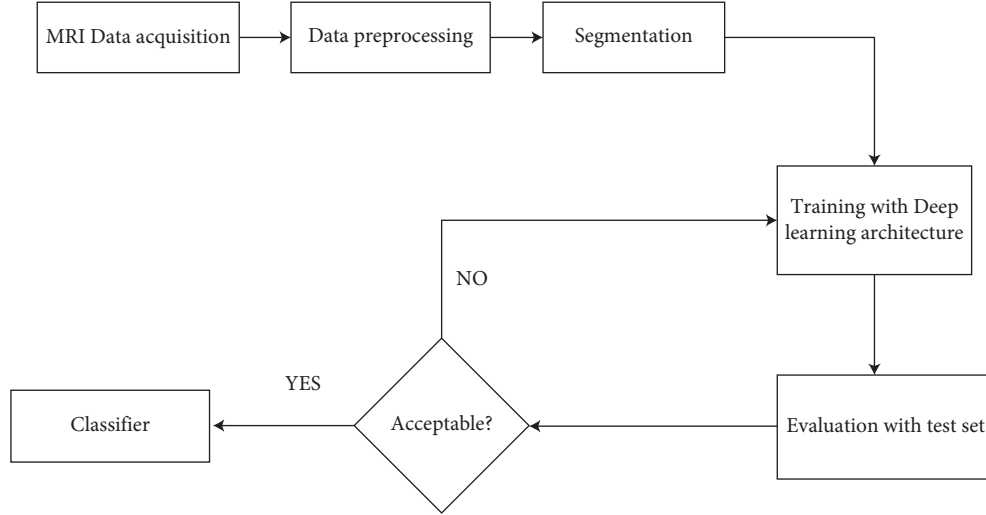 MRI Data acquisition
Data preprocessing
Segmentation
Training with Deep
learning architecture
NO
YES
Classifier
Acceptable?
Evaluation with test set